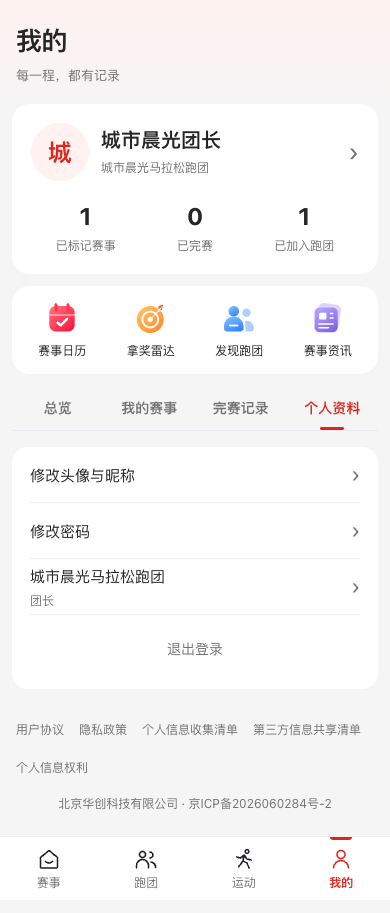 我的
每一程，都有记录
城
城市晨光团长
城市晨光马拉松跑团
1 0 1
已标记赛事 已完赛 已加入跑团
赛事日历 拿奖雷达 发现跑团 赛事资讯
总览 我的赛事 完赛记录 个人资料
修改头像与昵称
修改密码
城市晨光马拉松跑团
团长
退出登录
用户协议 隐私政策 个人信息收集清单 第三方信息共享清单
个人信息权利
北京华创科技有限公司 · 京ICP备2026060284号-2
赛事 跑团 运动 我的